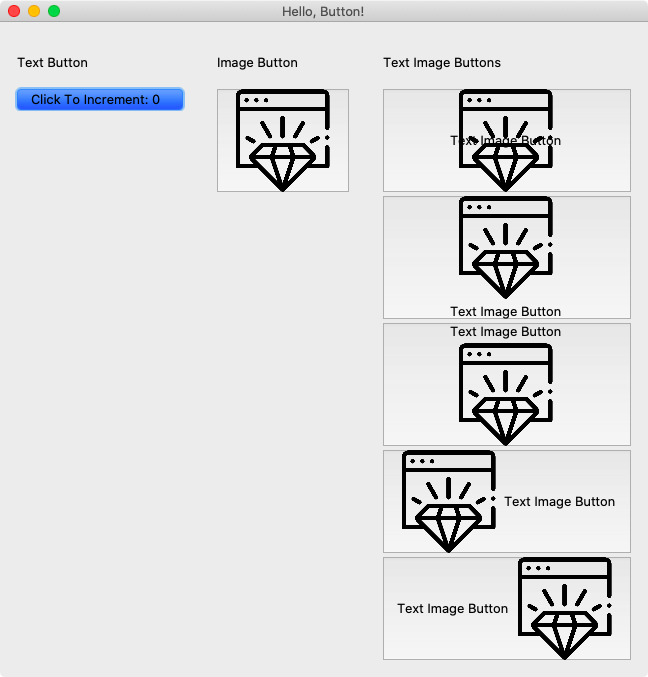 Hello, Button!
Text Button
Click To Increment: 0
Image Button
Text Image Buttons
Text Image Button
Text Image Button
Text Image Button
Text Image Button
Text Image Button